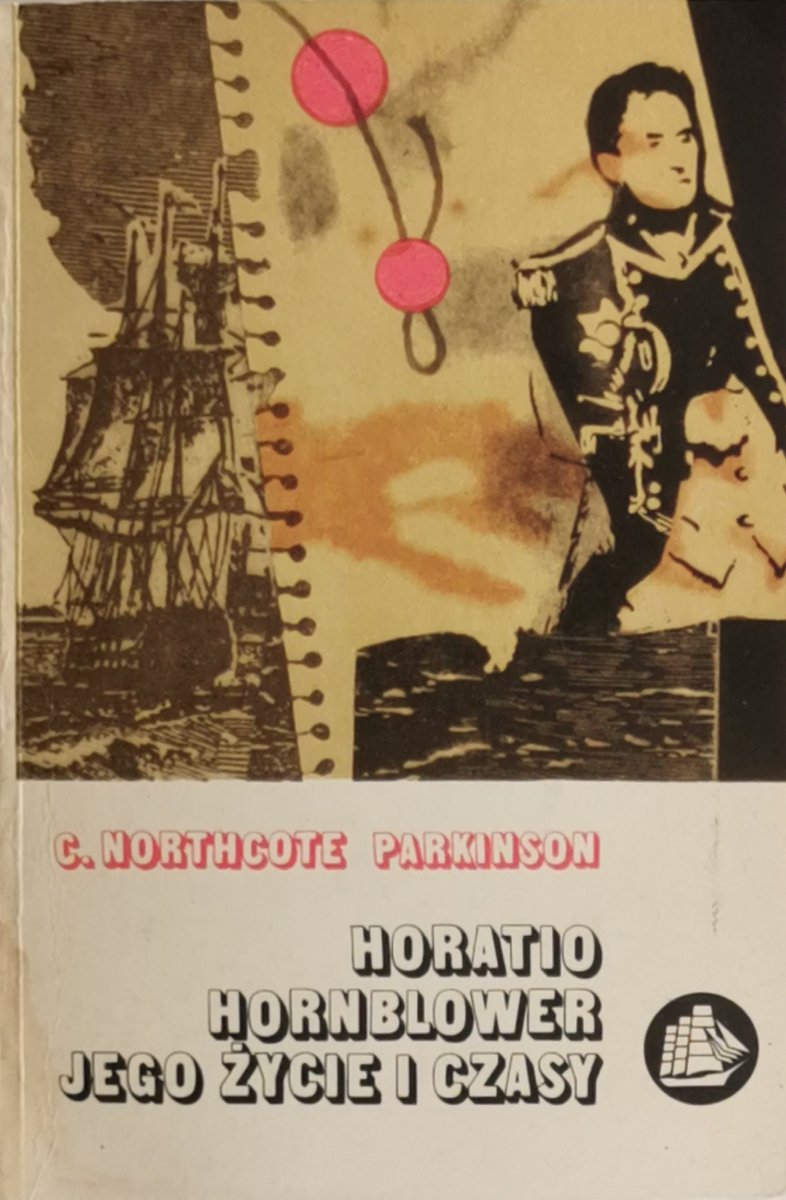 C. NORTHCOTE PARKINSON
HORATIO
HORNBLOWER
JEGO ŻYCIE I CZASY